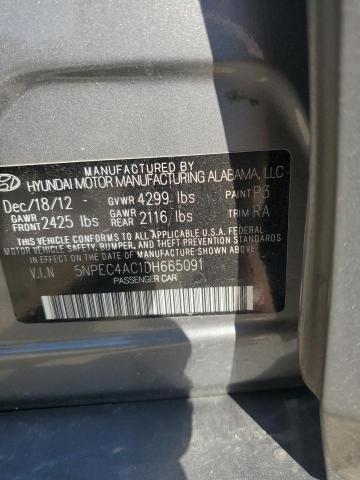 MANUFACTURED BY
HYUNDAI MOTOR MANUFACTURING ALABAMA, LLC
Dec/18/12 GVWR 4299 lbs PAINT P3
GAWR FRONT 2425 lbs GAWR REAR 2116 lbs TRIM RA
THIS VEHICLE CONFORMS TO ALL APPLICABLE U.S.A. FEDERAL
MOTOR VEHICLE SAFETY, BUMPER, AND THEFT PREVENTION STANDARDS
IN EFFECT ON THE DATE OF MANUFACTURE SHOWN ABOVE.
V.I.N 5NPEC4AC1DH665091
PASSENGER CAR